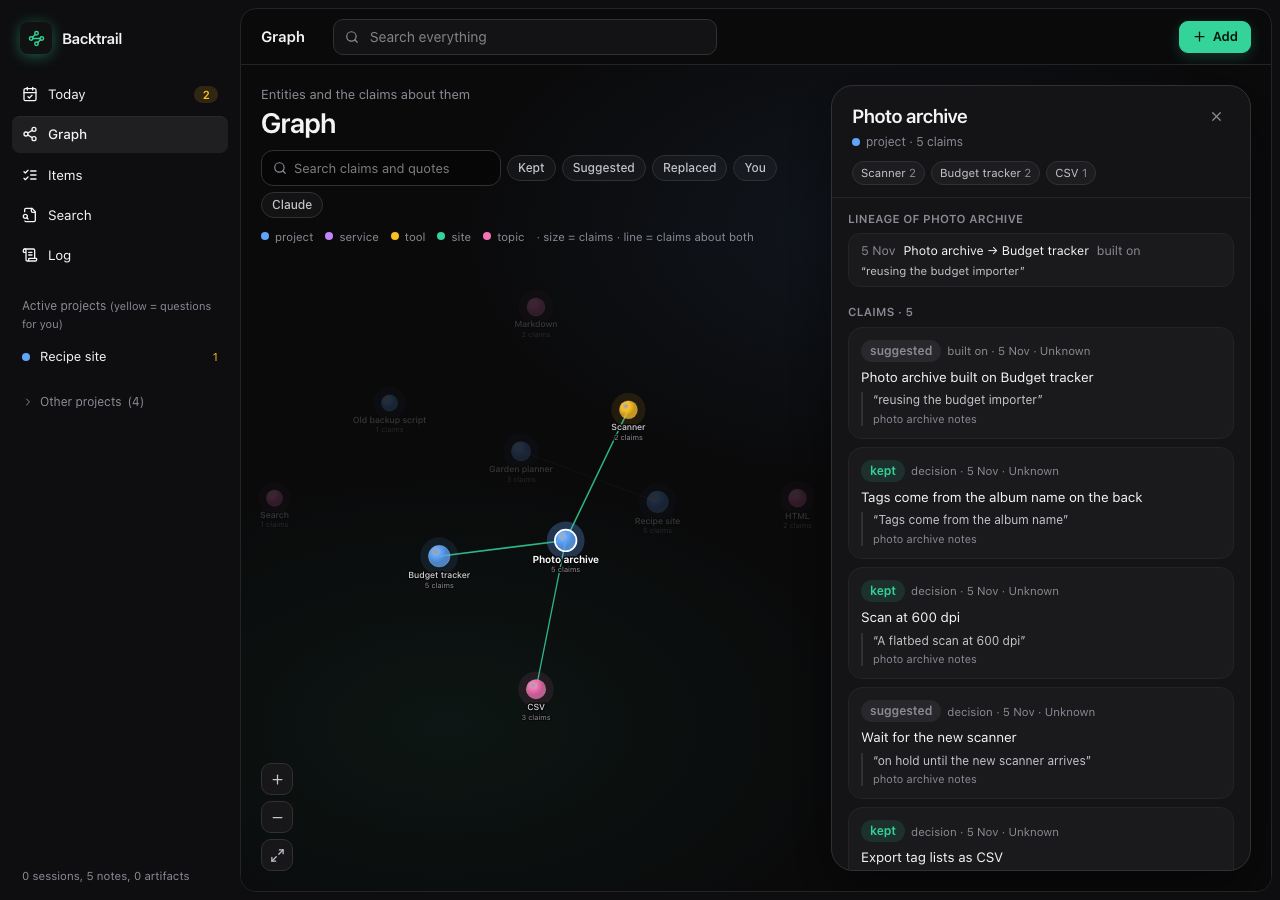 Backtrail
Today 2
Graph
Items
Search
Log
Active projects (yellow = questions
for you)
Recipe site 1
Other projects (4)
0 sessions, 5 notes, 0 artifacts
Graph
Search everything
+ Add
Entities and the claims about them
Graph
Search claims and quotes
Kept
Suggested
Replaced
You
Claude
project service tool site topic · size = claims · line = claims about both
Markdown
Old backup script
1 claims
Scanner
2 claims
Garden planner
Search
1 claims
Recipe site
HTML
2 claims
Photo archive
5 claims
Budget tracker
5 claims
CSV
3 claims
Photo archive
project · 5 claims
Scanner 2
Budget tracker 2
CSV 1
LINEAGE OF PHOTO ARCHIVE
5 Nov Photo archive → Budget tracker built on
“reusing the budget importer”
CLAIMS · 5
suggested built on · 5 Nov · Unknown
Photo archive built on Budget tracker
“reusing the budget importer”
photo archive notes
kept decision · 5 Nov · Unknown
Tags come from the album name on the back
“Tags come from the album name”
photo archive notes
kept decision · 5 Nov · Unknown
Scan at 600 dpi
“A flatbed scan at 600 dpi”
photo archive notes
suggested decision · 5 Nov · Unknown
Wait for the new scanner
“on hold until the new scanner arrives”
photo archive notes
kept decision · 5 Nov · Unknown
Export tag lists as CSV